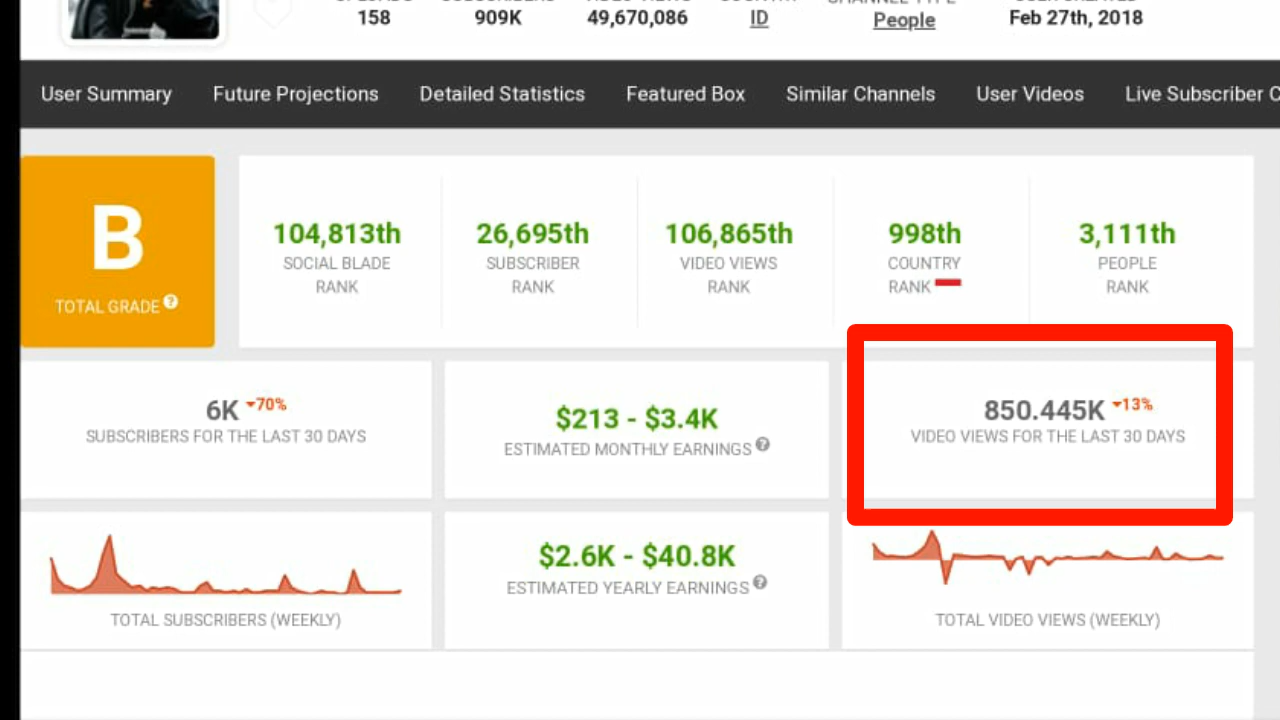 158 909K 49,670,086 ID People Feb 27th, 2018
User Summary Future Projections Detailed Statistics Featured Box Similar Channels User Videos Live Subscriber C
B
TOTAL GRADE ?
104,813th
SOCIAL BLADE
RANK
26,695th
SUBSCRIBER
RANK
106,865th
VIDEO VIEWS
RANK
998th
COUNTRY
RANK
3,111th
PEOPLE
RANK
6K 70%
SUBSCRIBERS FOR THE LAST 30 DAYS
$213 - $3.4K
ESTIMATED MONTHLY EARNINGS ?
850.445K 13%
VIDEO VIEWS FOR THE LAST 30 DAYS
TOTAL SUBSCRIBERS (WEEKLY)
$2.6K - $40.8K
ESTIMATED YEARLY EARNINGS ?
TOTAL VIDEO VIEWS (WEEKLY)